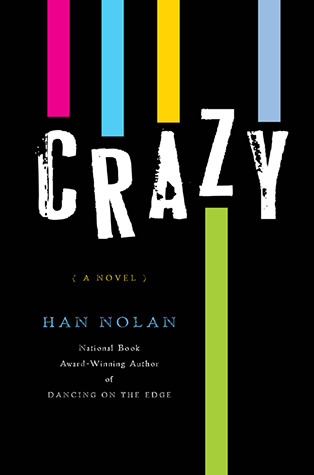 CRAZY
{ A NOVEL }
HAN NOLAN
National Book
Award-Winning Author
of
DANCING ON THE EDGE